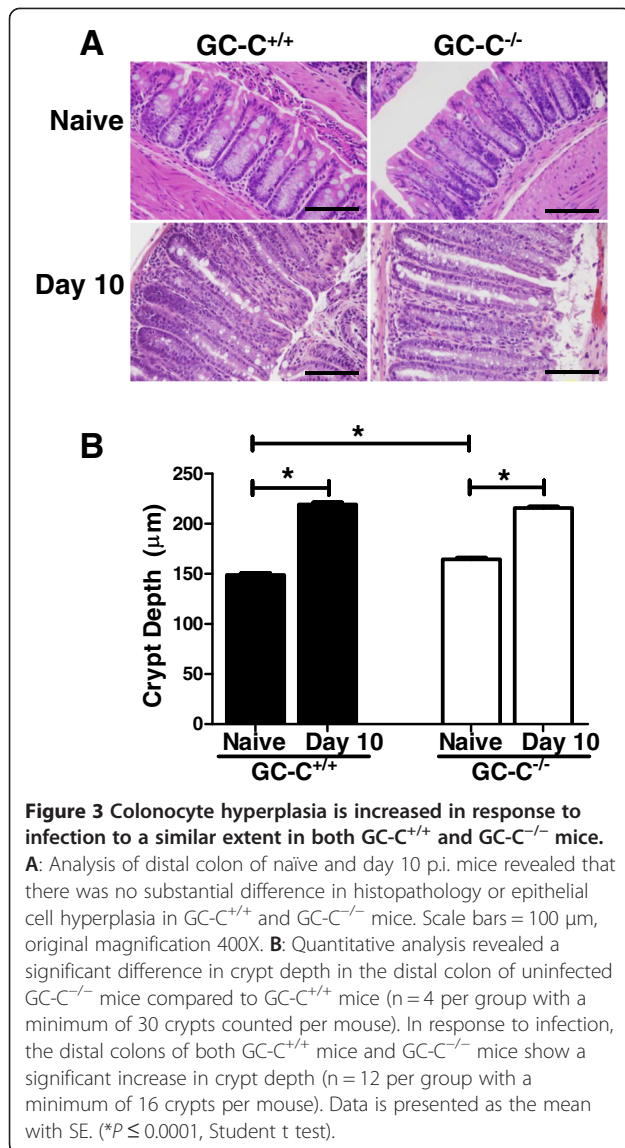 A
GC-C+/+ GC-C-/-
Naive
Day 10
B
*
* *
250
200
150
100
50
0
Crypt Depth (µm)
Naive Day 10 Naive Day 10
GC-C+/+ GC-C-/-
Figure 3 Colonocyte hyperplasia is increased in response to
infection to a similar extent in both GC-C+/+ and GC-C−/− mice.
A: Analysis of distal colon of naïve and day 10 p.i. mice revealed that
there was no substantial difference in histopathology or epithelial
cell hyperplasia in GC-C+/+ and GC-C−/− mice. Scale bars = 100 µm,
original magnification 400X. B: Quantitative analysis revealed a
significant difference in crypt depth in the distal colon of uninfected
GC-C−/− mice compared to GC-C+/+ mice (n = 4 per group with a
minimum of 30 crypts counted per mouse). In response to infection,
the distal colons of both GC-C+/+ mice and GC-C−/− mice show a
significant increase in crypt depth (n = 12 per group with a
minimum of 16 crypts per mouse). Data is presented as the mean
with SE. (*P ≤ 0.0001, Student t test).